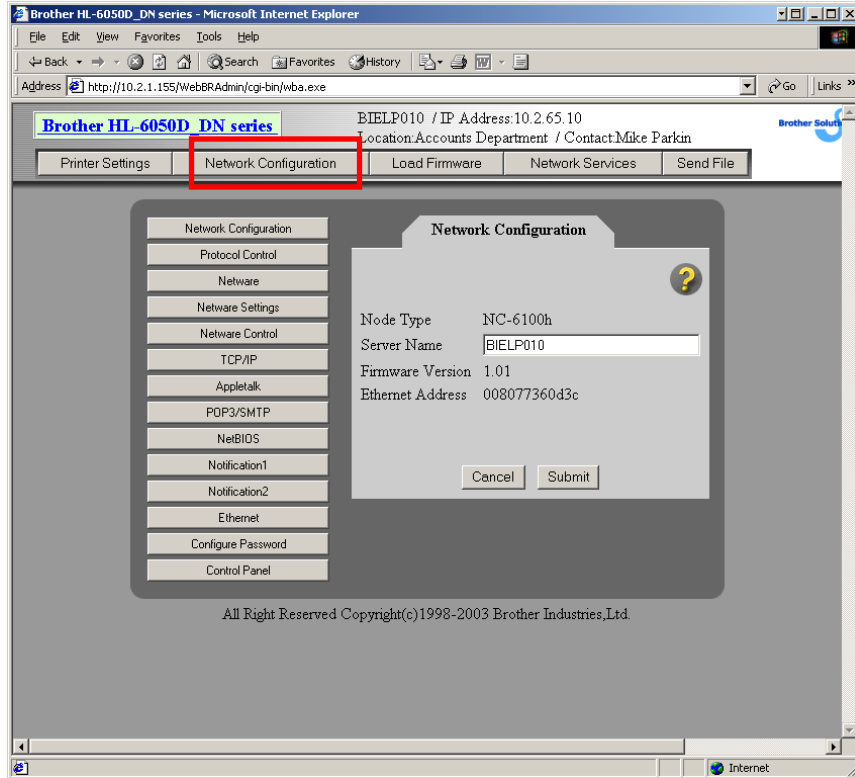 Brother HL-6050D_DN series - Microsoft Internet Explorer
File Edit View Favorites Tools Help
Back Search Favorites History
Address http://10.2.1.155/WebBRAdmin/cgi-bin/wba.exe Go Links »
Brother HL-6050D_DN series
BIELP010 / IP Address:10.2.65.10
Location:Accounts Department / Contact:Mike Parkin
Brother Soluti
Printer Settings Network Configuration Load Firmware Network Services Send File
Network Configuration
Protocol Control
Netware
Netware Settings
Netware Control
TCP/IP
Appletalk
POP3/SMTP
NetBIOS
Notification1
Notification2
Ethernet
Configure Password
Control Panel
Network Configuration
?
Node Type NC-6100h
Server Name BIELP010
Firmware Version 1.01
Ethernet Address 008077360d3c
Cancel Submit
All Right Reserved Copyright(c)1998-2003 Brother Industries,Ltd.
Internet